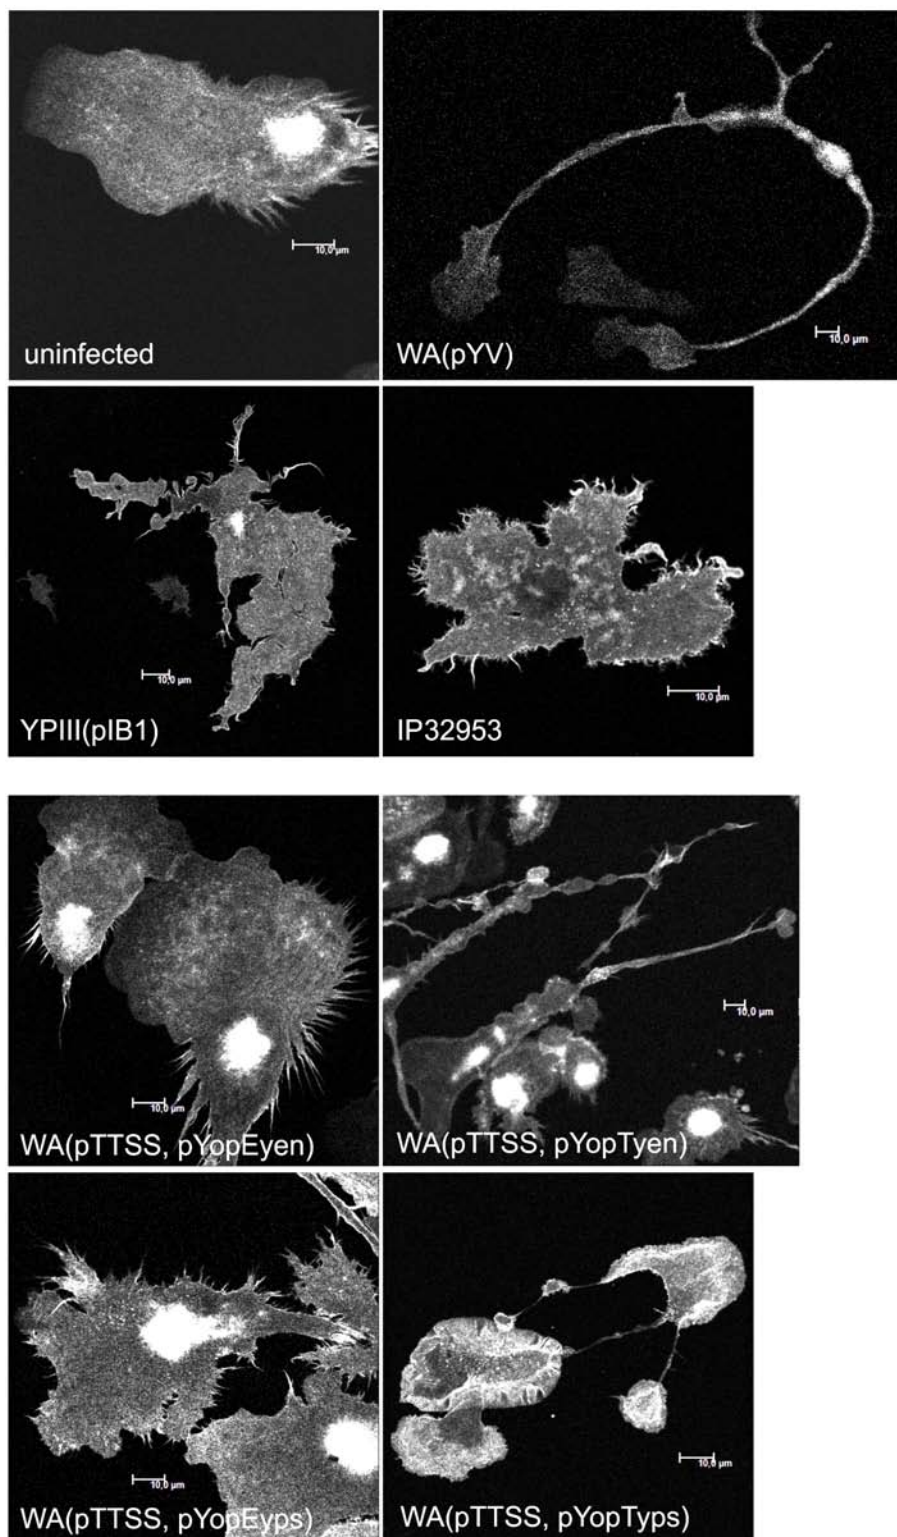 10,0 µm
uninfected
10,0 µm
WA(pYV)
10,0 µm
YPIII(pIB1)
10,0 µm
IP32953
10,0 µm
WA(pTTSS, pYopEyen)
10,0 µm
WA(pTTSS, pYopTyen)
10,0 µm
WA(pTTSS, pYopEyps)
10,0 µm
WA(pTTSS, pYopTyps)